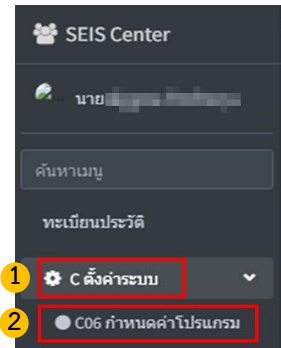 SEIS Center
นาย
ค้นหาเมนู
ทะเบียนประวัติ
1 C ตั้งค่าระบบ
2 C06 กำหนดค่าโปรแกรม